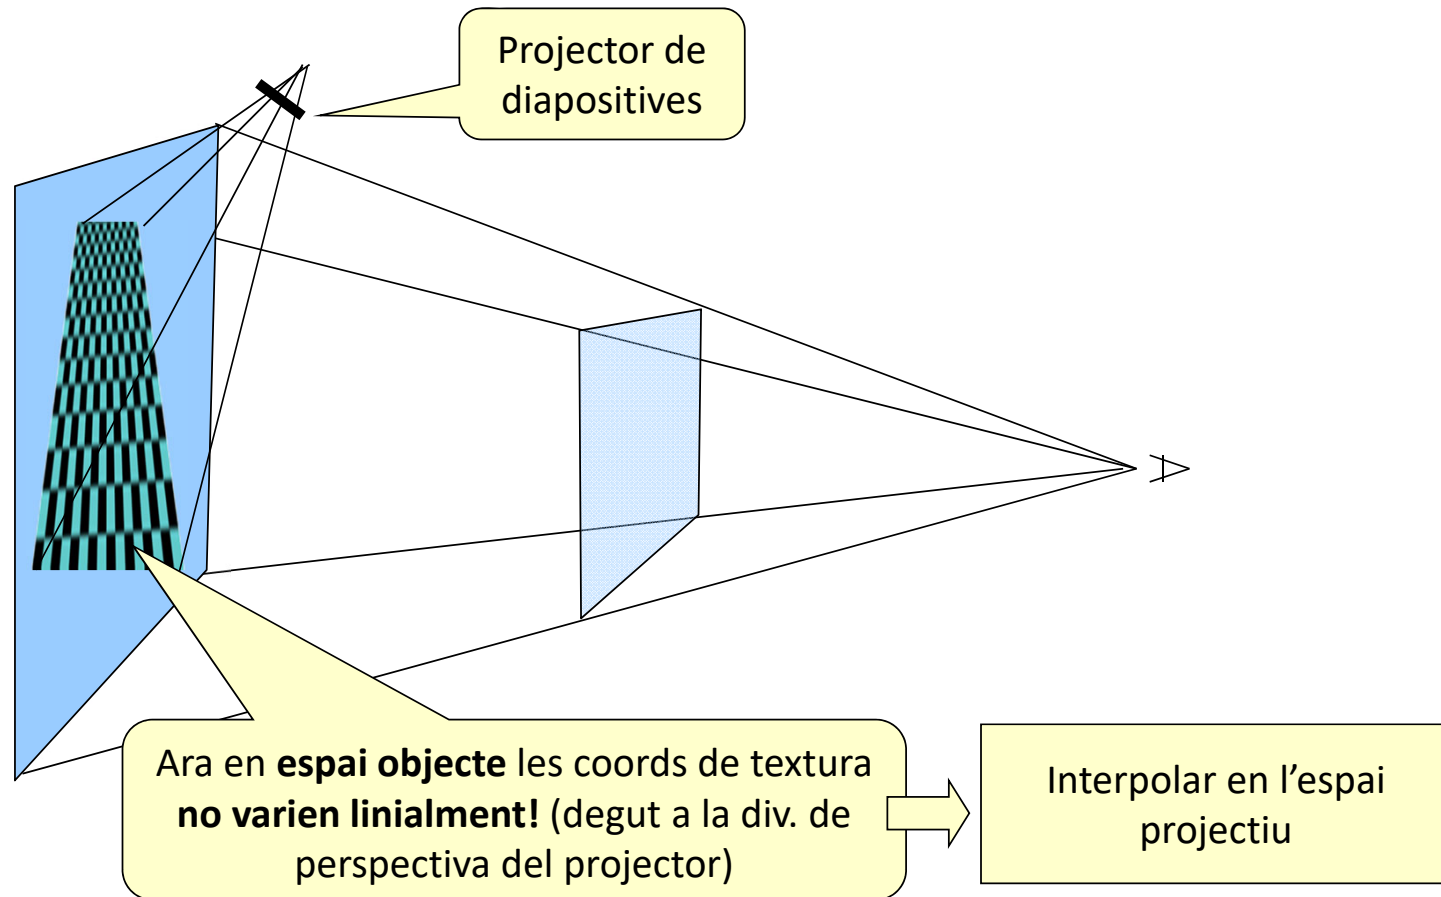 Projector de
diapositives
Ara en espai objecte les coords de textura
no varien linialment! (degut a la div. de
perspectiva del projector)
Interpolar en l’espai
projectiu